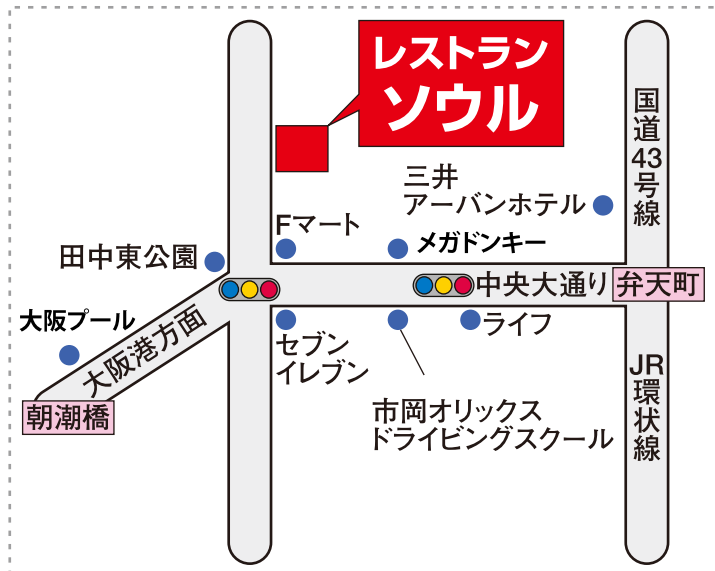 レストラン
ソウル
国道43号線
三井
アーバンホテル
Fマート
メガドンキー
田中東公園
中央大通り
弁天町
大阪プール
大阪港方面
セブン
イレブン
ライフ
JR環状線
朝潮橋
市岡オリックス
ドライビングスクール